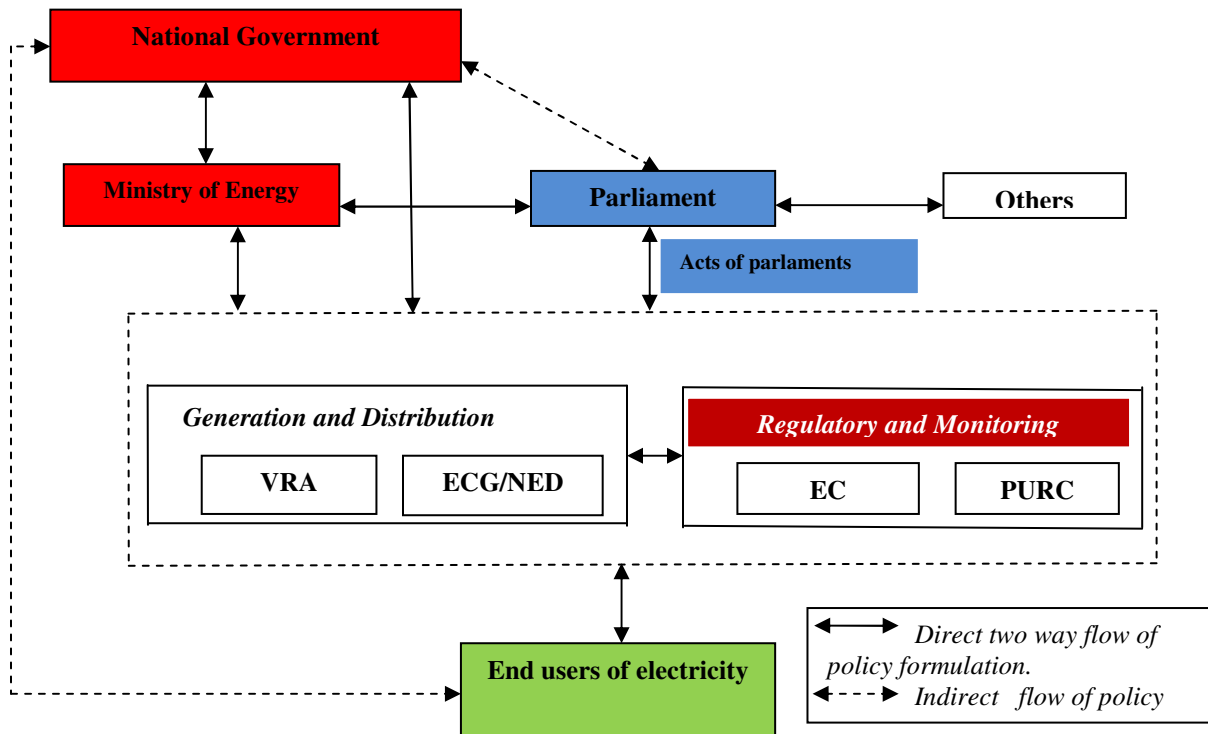 National Government
Ministry of Energy
Parliament
Others
Acts of parlaments
Generation and Distribution
Regulatory and Monitoring
VRA
ECG/NED
EC
PURC
End users of electricity
Direct two way flow of
policy formulation.
Indirect flow of policy